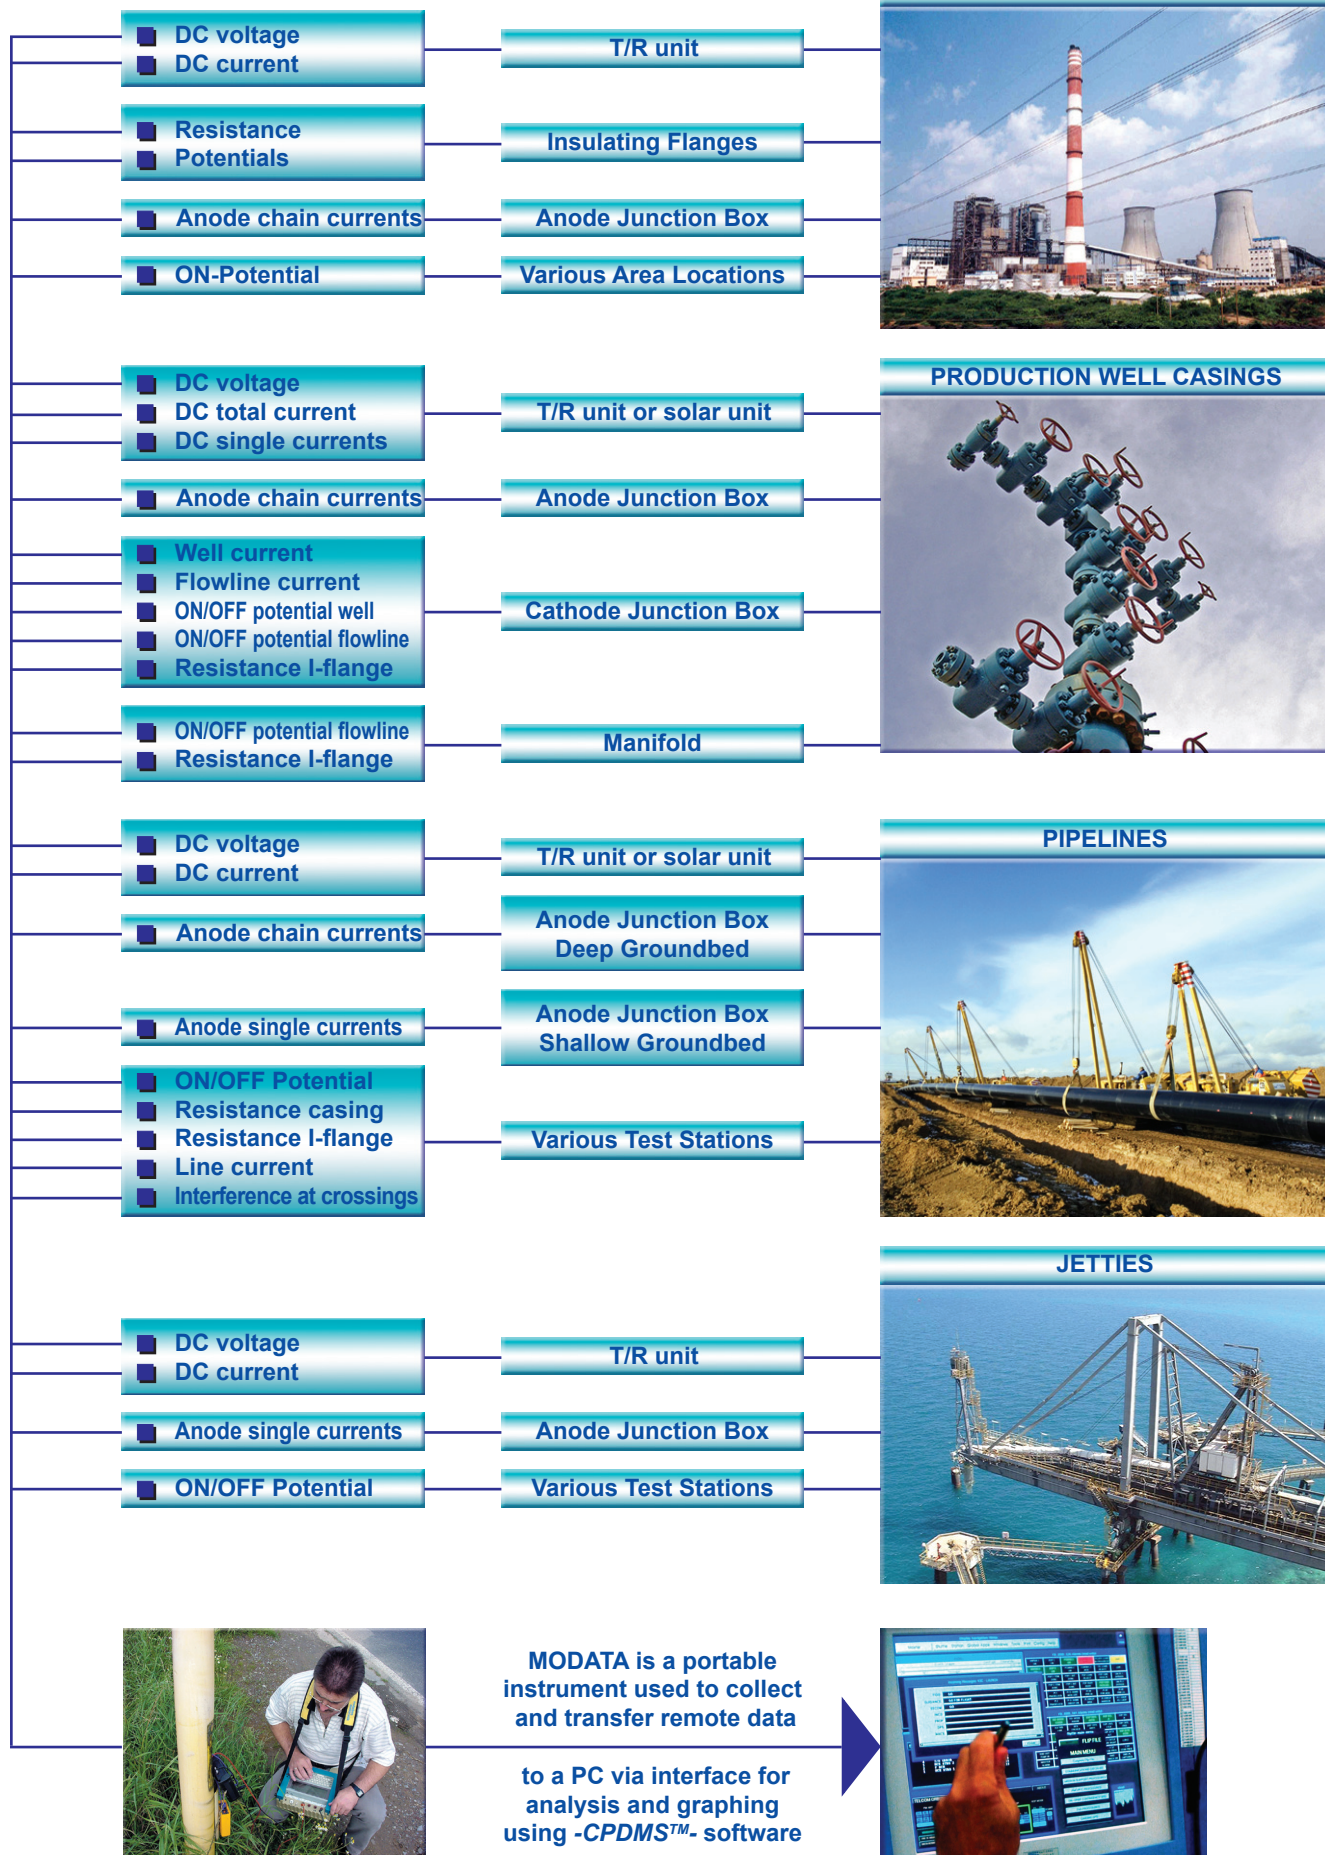 DC voltage
DC current
T/R unit
Resistance
Potentials
Insulating Flanges
Anode chain currents
Anode Junction Box
ON-Potential
Various Area Locations
PRODUCTION WELL CASINGS
DC voltage
DC total current
DC single currents
T/R unit or solar unit
Anode chain currents
Anode Junction Box
Well current
Flowline current
ON/OFF potential well
ON/OFF potential flowline
Resistance I-flange
Cathode Junction Box
ON/OFF potential flowline
Resistance I-flange
Manifold
PIPELINES
DC voltage
DC current
T/R unit or solar unit
Anode chain currents
Anode Junction Box
Deep Groundbed
Anode single currents
Anode Junction Box
Shallow Groundbed
ON/OFF Potential
Resistance casing
Resistance I-flange
Line current
Interference at crossings
Various Test Stations
JETTIES
DC voltage
DC current
T/R unit
Anode single currents
Anode Junction Box
ON/OFF Potential
Various Test Stations
MODATA is a portable
instrument used to collect
and transfer remote data
to a PC via interface for
analysis and graphing
using -CPDMS™- software
FLIP FILE
MAIN MENU